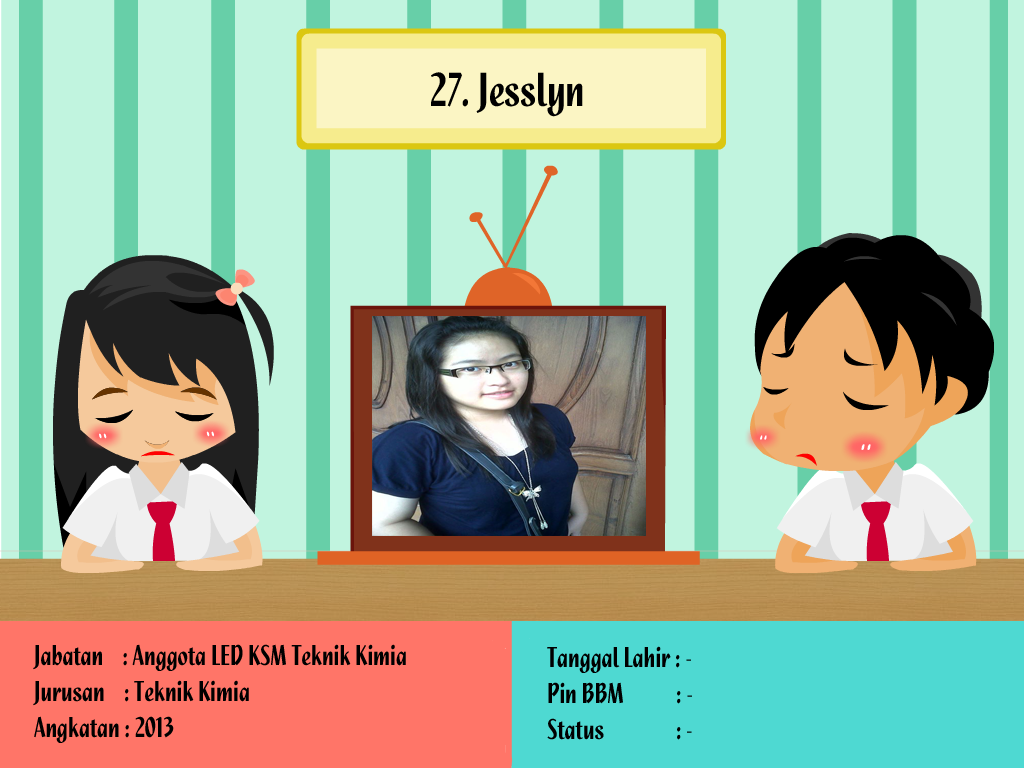 27. Jesslyn
Jabatan : Anggota LED KSM Teknik Kimia
Jurusan : Teknik Kimia
Angkatan : 2013
Tanggal Lahir : -
Pin BBM : -
Status : -